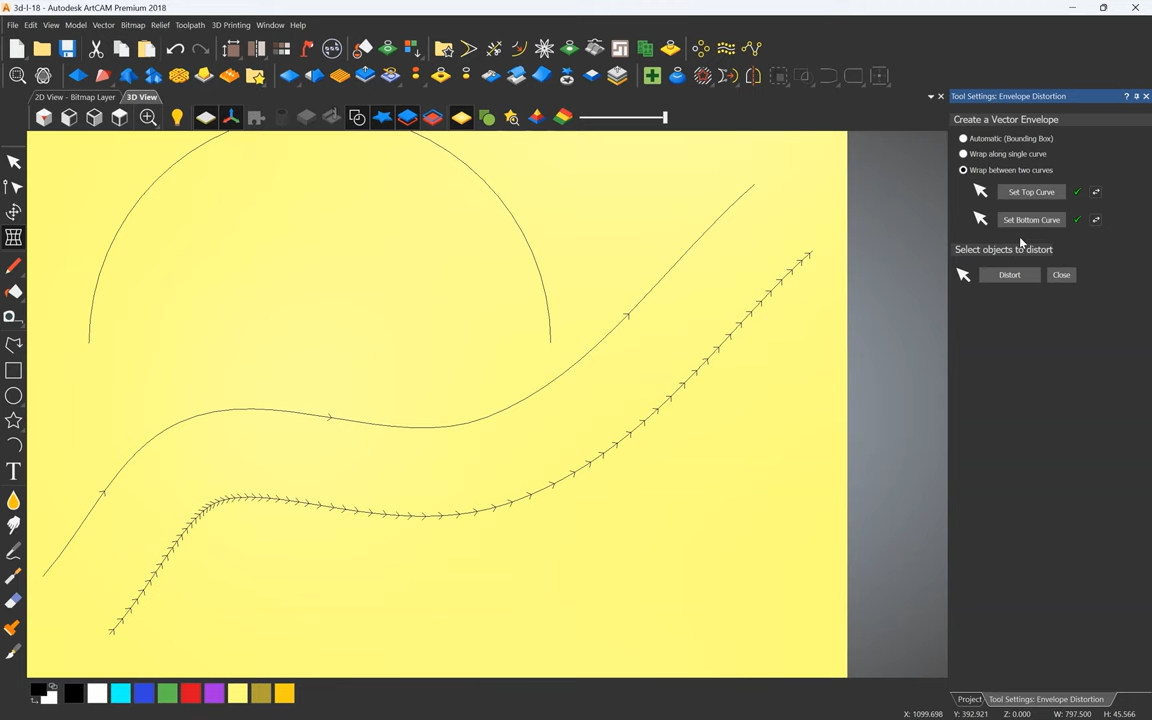 3d-l-18 - Autodesk ArtCAM Premium 2018
File Edit View Model Vector Bitmap Relief Toolpath 3D Printing Window Help
2D View - Bitmap Layer 3D View
Tool Settings: Envelope Distortion
Create a Vector Envelope
Automatic (Bounding Box)
Wrap along single curve
Wrap between two curves
Set Top Curve
Set Bottom Curve
Select objects to distort
Distort Close
Project Tool Settings: Envelope Distortion
X: 1099.698 Y: 392.921 Z: 0.000 W: 797.500 H: 45.566